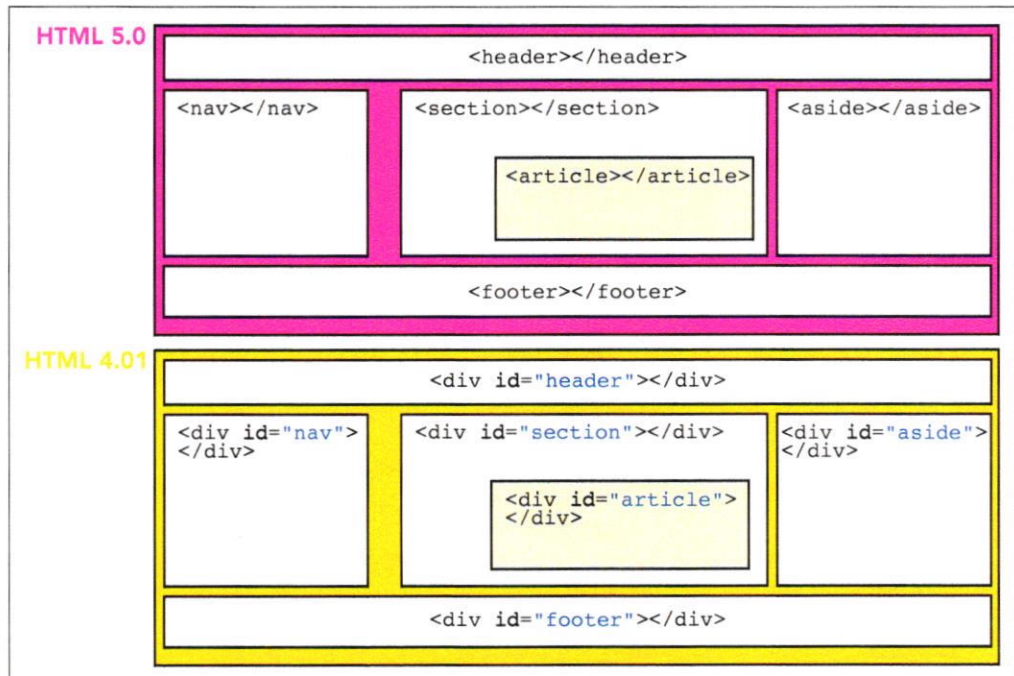 HTML 5.0
<header></header>
<nav></nav>
<section></section>
<aside></aside>
<article></article>
<footer></footer>
HTML 4.01
<div id="header"></div>
<div id="nav">
</div>
<div id="section"></div>
<div id="aside">
</div>
<div id="article">
</div>
<div id="footer"></div>